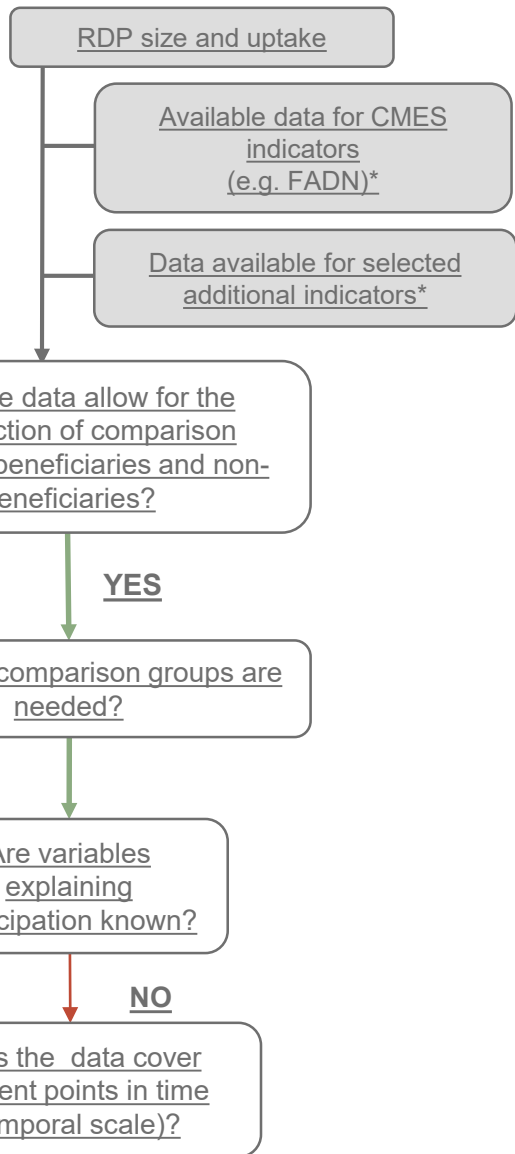 RDP size and uptake
Available data for CMES
indicators
(e.g. FADN)*
Data available for selected
additional indicators*
e data allow for the
ction of comparison
beneficiaries and non-
eneficiaries?
YES
comparison groups are
needed?
Are variables
explaining
cipation known?
NO
s the  data cover
ent points in time
mporal scale)?